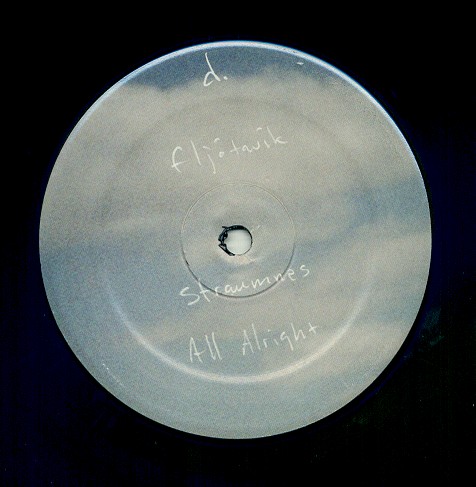 d.
fljótavík
Straumnes
All Alright